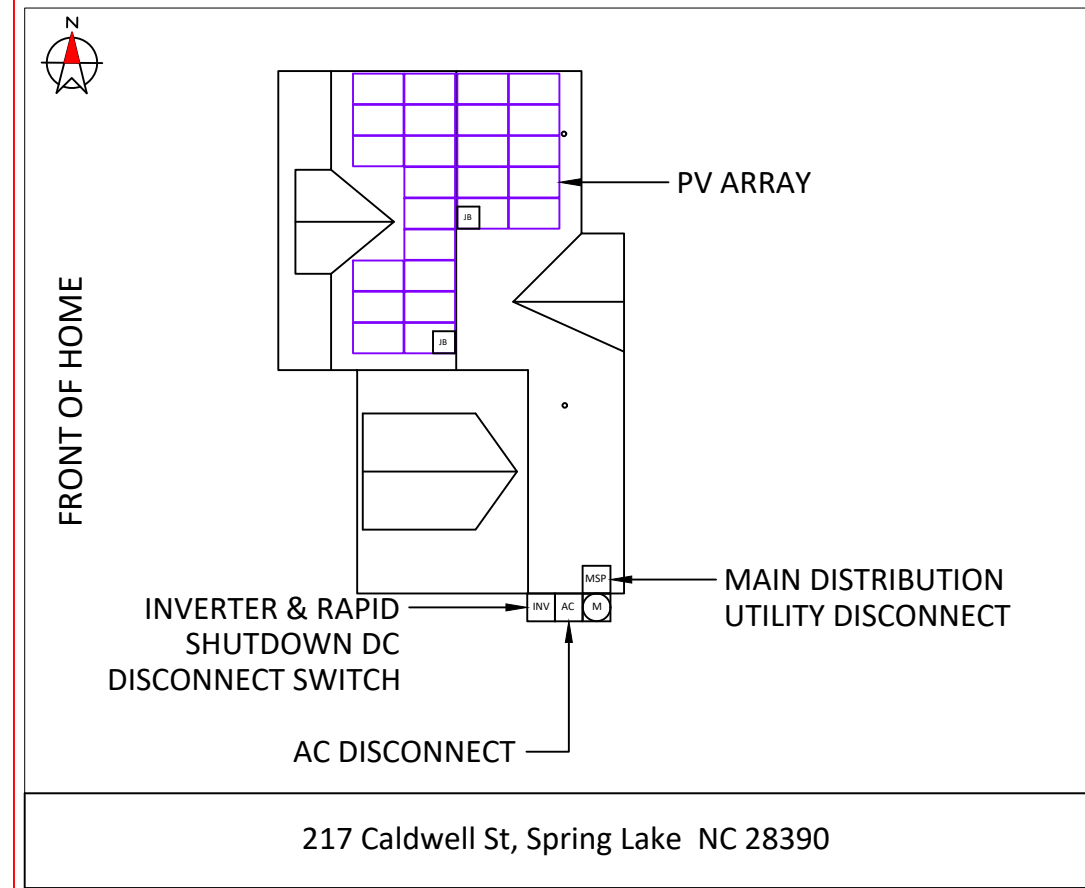 N
PV ARRAY
JB
FRONT OF HOME
JB
MSP
MAIN DISTRIBUTION
UTILITY DISCONNECT
INV
AC
M
INVERTER & RAPID
SHUTDOWN DC
DISCONNECT SWITCH
AC DISCONNECT
217 Caldwell St, Spring Lake  NC 28390